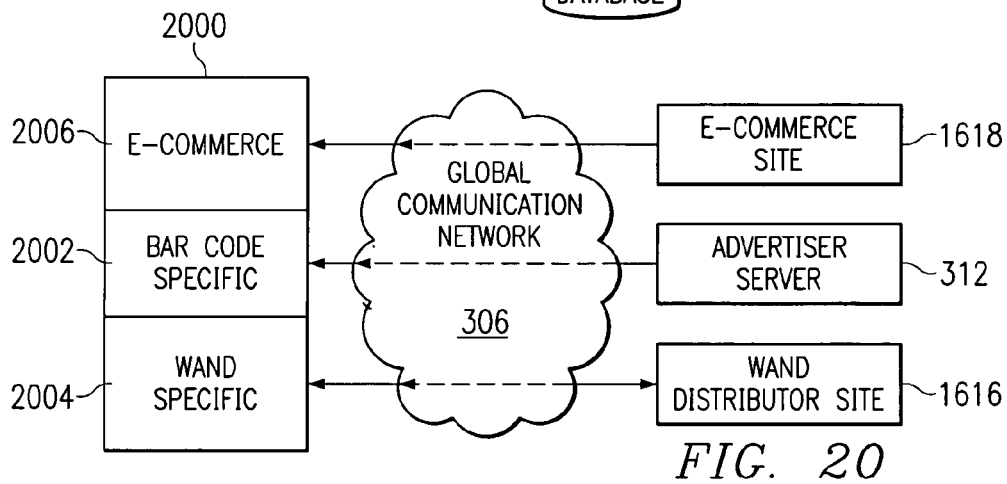 DATABASE
2000
2006
E-COMMERCE
GLOBAL
COMMUNICATION
NETWORK
E-COMMERCE
SITE
1618
2002
BAR CODE
SPECIFIC
306
ADVERTISER
SERVER
312
2004
WAND
SPECIFIC
WAND
DISTRIBUTOR SITE
1616
FIG. 20